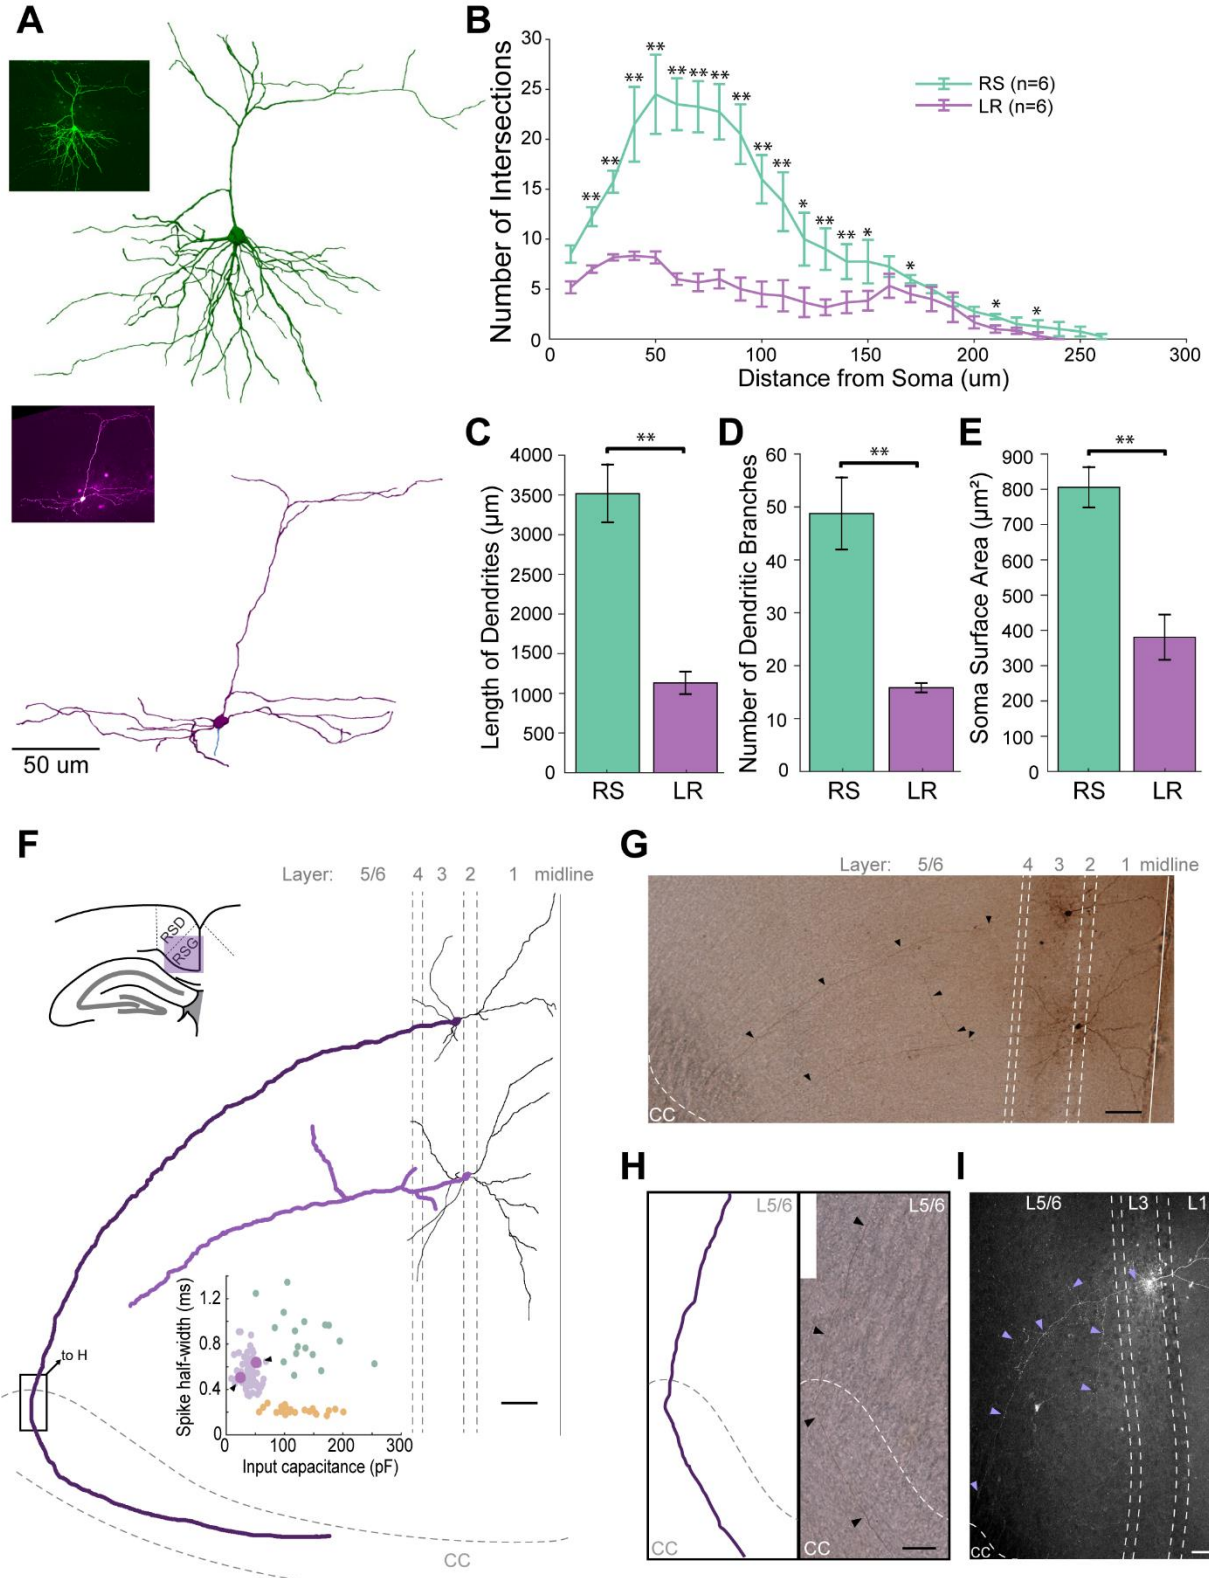 A
50 um
B
Number of Intersections
30
25
20
15
10
5
0
** ** ** ** ** ** ** ** ** ** * ** ** * * * *
RS (n=6)
LR (n=6)
0 50 100 150 200 250 300
Distance from Soma (um)
C
Length of Dendrites (µm)
**
4000
3500
3000
2500
2000
1500
1000
500
0
RS LR
D
Number of Dendritic Branches
**
60
50
40
30
20
10
0
RS LR
E
Soma Surface Area (µm²)
**
900
800
700
600
500
400
300
200
100
0
RS LR
F
Layer: 5/6 4 3 2 1 midline
RSD
RSG
to H
Spike half-width (ms)
1.2
0.8
0.4
0
0 100 200 300
Input capacitance (pF)
CC
G
Layer: 5/6 4 3 2 1 midline
CC
H
L5/6 L5/6
CC CC
I
L5/6 L3 L1
CC